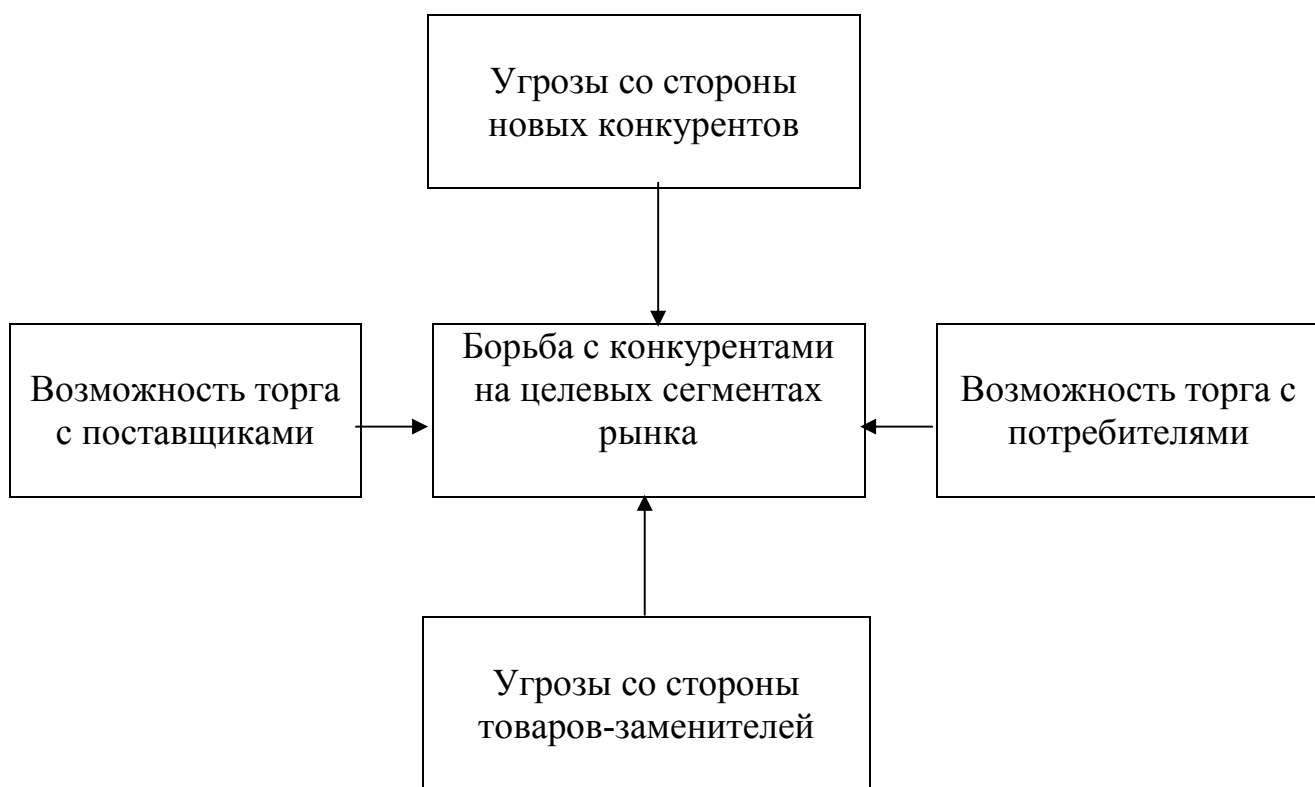 Угрозы со стороны
новых конкурентов
Возможность торга
с поставщиками
Борьба с конкурентами
на целевых сегментах
рынка
Возможность торга с
потребителями
Угрозы со стороны
товаров-заменителей